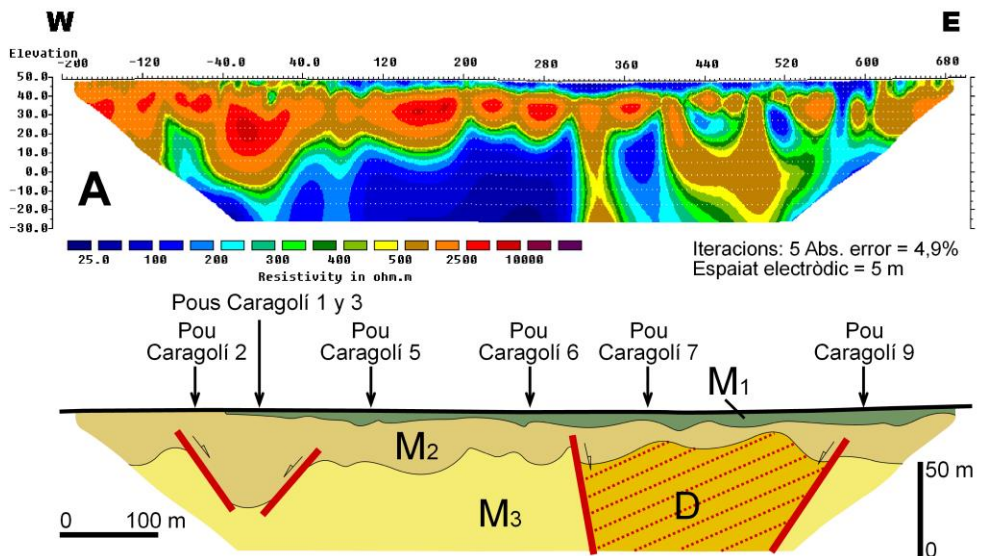 W E
Elevation
-200 -120 -40.0 40.0 120 200 280 360 440 520 600 680
50.0
40.0
30.0
20.0
10.0
0.0
-10.0
-20.0
-30.0
A
25.0 100 200 300 400 500 2500 10000
Resistivity in ohm.m
Iteracions: 5 Abs. error = 4,9%
Espaiat electròdic = 5 m
Pous Caragolí 1 y 3
Pou Caragolí 2
Pou Caragolí 5
Pou Caragolí 6
Pou Caragolí 7
Pou Caragolí 9
M1
M2
M3
D
0 100 m
50 m
0